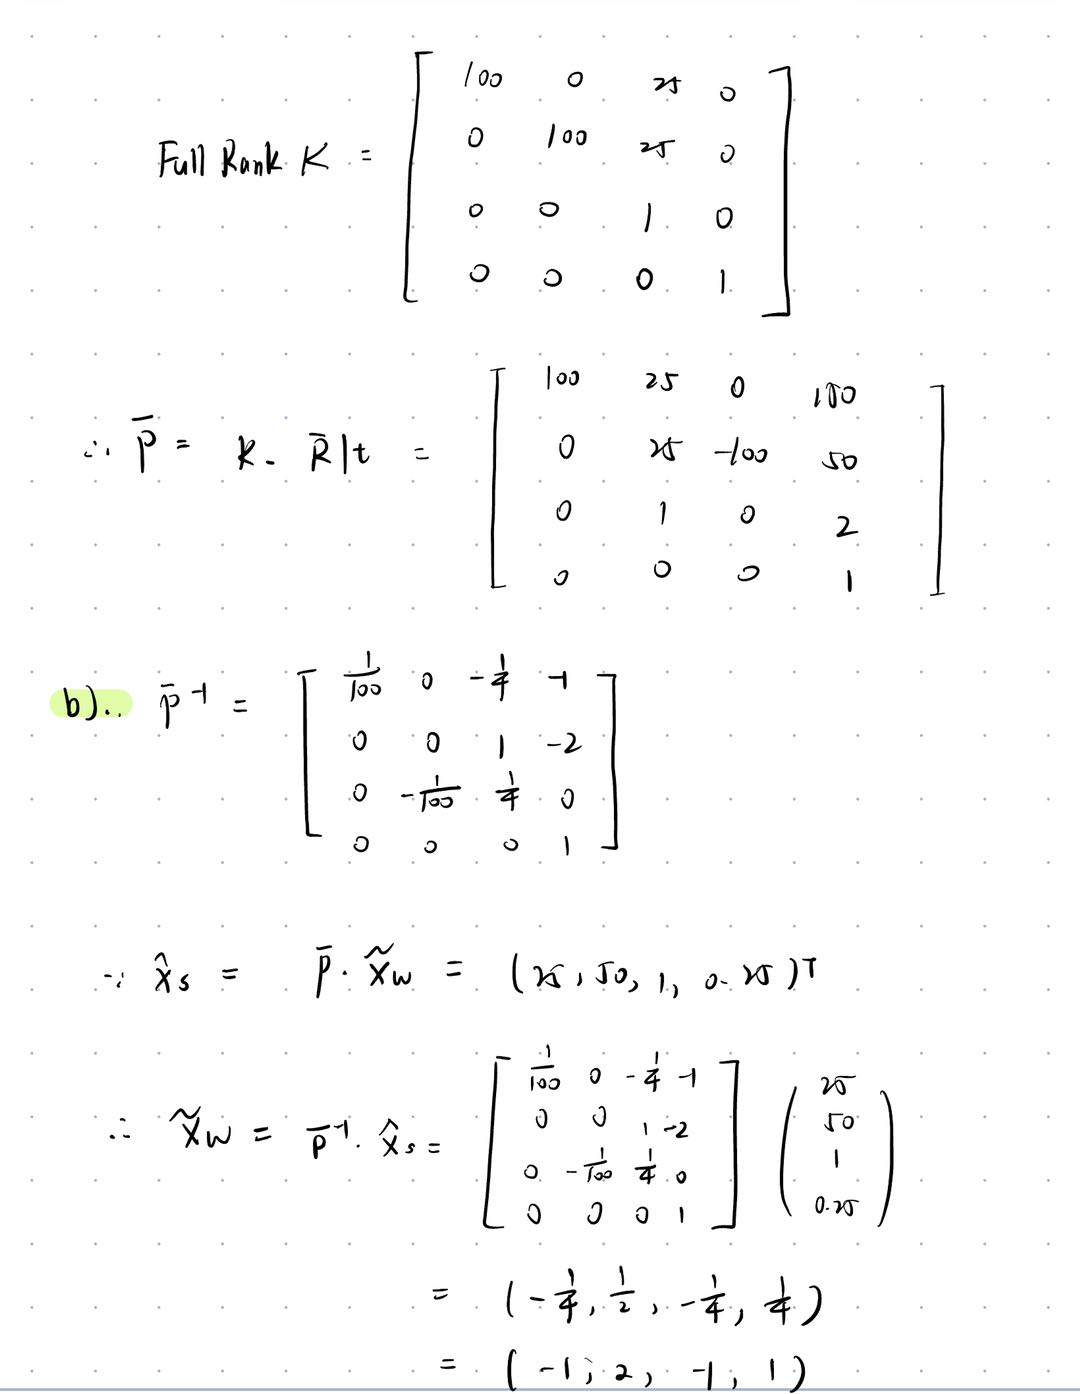 Full Rank K = [ 100 0 25 0
0 100 25 0
0 0 1 0
0 0 0 1 ]
∴ P̄ = K. R̄|t = [ 100 25 0 150
0 25 -100 50
0 1 0 2
0 0 0 1 ]
b).. P̄⁻¹ = [ 1/100 0 -1/4 -1
0 0 1 -2
0 -1/100 1/4 0
0 0 0 1 ]
∵ x̂s = P̄. x̃w = (25, 50, 1, 0.25)ᵀ
∴ x̃w = P̄⁻¹. x̂s = [ 1/100 0 -1/4 -1
0 0 1 -2
0 -1/100 1/4 0
0 0 0 1 ] ( 25
50
1
0.25 )
= (-1/4, 1/2, -1/4, 1/4)
= (-1, 2, -1, 1)